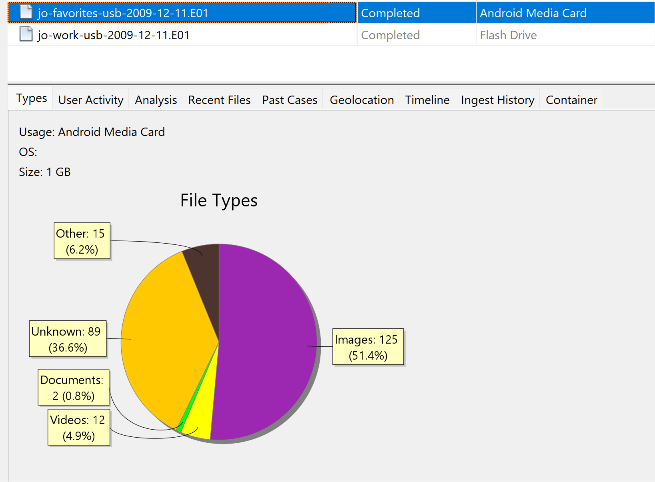 jo-favorites-usb-2009-12-11.E01 Completed Android Media Card
jo-work-usb-2009-12-11.E01 Completed Flash Drive
Types User Activity Analysis Recent Files Past Cases Geolocation Timeline Ingest History Container
Usage: Android Media Card
OS:
Size: 1 GB
File Types
Other: 15
(6.2%)
Unknown: 89
(36.6%)
Images: 125
(51.4%)
Documents:
2 (0.8%)
Videos: 12
(4.9%)